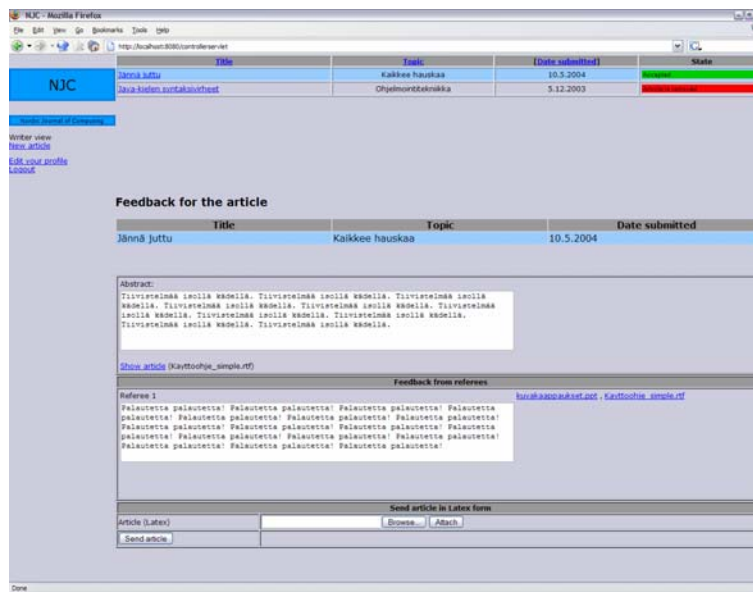 NJC - Mozilla Firefox
File Edit View Go Bookmarks Tools Help
http://localhost:8080/controllerservlet
Title Topic [Date submitted] State
Jännä juttu Kaikkee hauskaa 10.5.2004 Accepted
Java-kielen syntaksivirheet Ohjelmointitekniikka 5.12.2003
NJC
Nordic Journal of Computing
Writer view
New article
Edit your profile
Logout
Feedback for the article
Title Topic Date submitted
Jännä juttu Kaikkee hauskaa 10.5.2004
Abstract:
Tiivistelmää isolla kädellä. Tiivistelmää isolla kädellä. Tiivistelmää isolla
kädellä. Tiivistelmää isolla kädellä. Tiivistelmää isolla kädellä. Tiivistelmää
isolla kädellä. Tiivistelmää isolla kädellä. Tiivistelmää isolla kädellä.
Tiivistelmää isolla kädellä. Tiivistelmää isolla kädellä.
Show article (Kayttoohje_simple.rtf)
Feedback from referees
Referee 1 kuvakaappaukset.ppt , Kayttoohje_simple.rtf
Palautetta palautetta! Palautetta palautetta! Palautetta palautetta! Palautetta
palautetta! Palautetta palautetta! Palautetta palautetta! Palautetta palautetta!
Palautetta palautetta! Palautetta palautetta! Palautetta palautetta! Palautetta
palautetta! Palautetta palautetta! Palautetta palautetta! Palautetta palautetta!
Palautetta palautetta! Palautetta palautetta! Palautetta palautetta!
Send article in Latex form
Article (Latex) Browse... Attach
Send article
Done